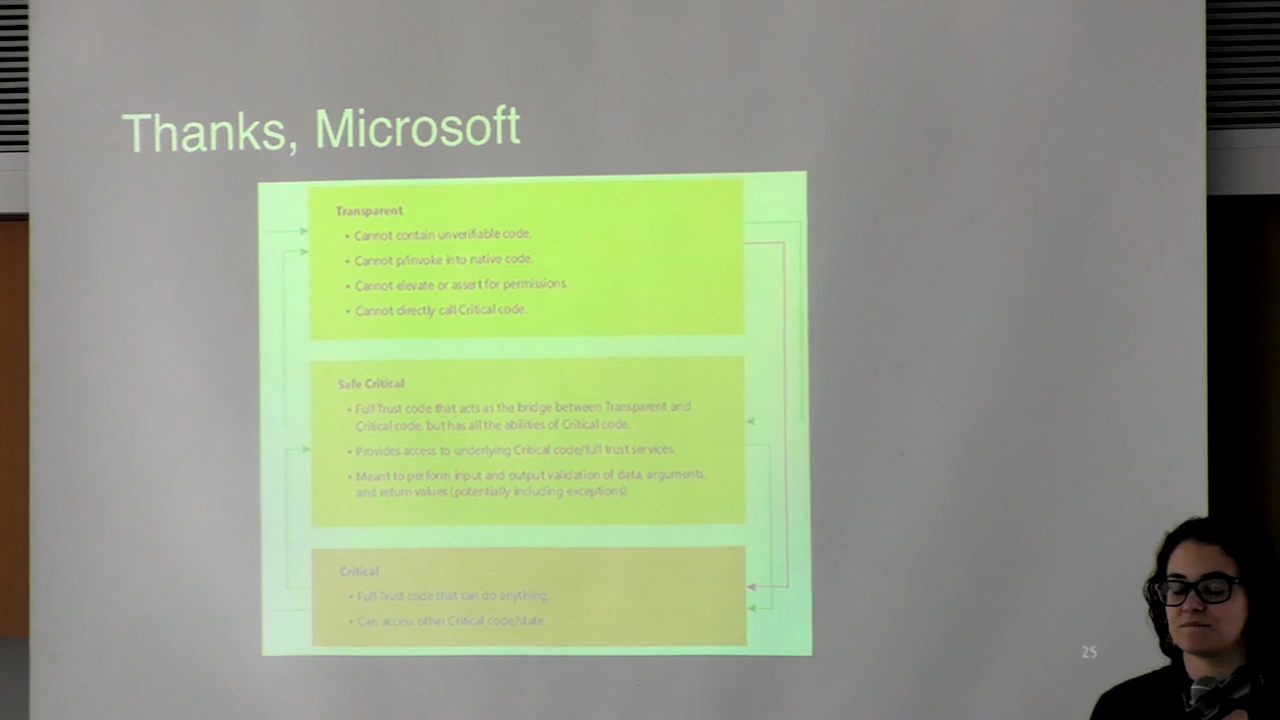 Thanks, Microsoft
Transparent
• Cannot contain unverifiable code.
• Cannot p/invoke into native code.
• Cannot elevate or assert for permissions.
• Cannot directly call Critical code.
Safe Critical
• Full Trust code that acts as the bridge between Transparent and
Critical code, but has all the abilities of Critical code.
• Provides access to underlying Critical code/full trust services.
• Meant to perform input and output validation of data, arguments,
and return values (potentially including exceptions)
Critical
• Full Trust code that can do anything.
• Can access other Critical code/state.
25